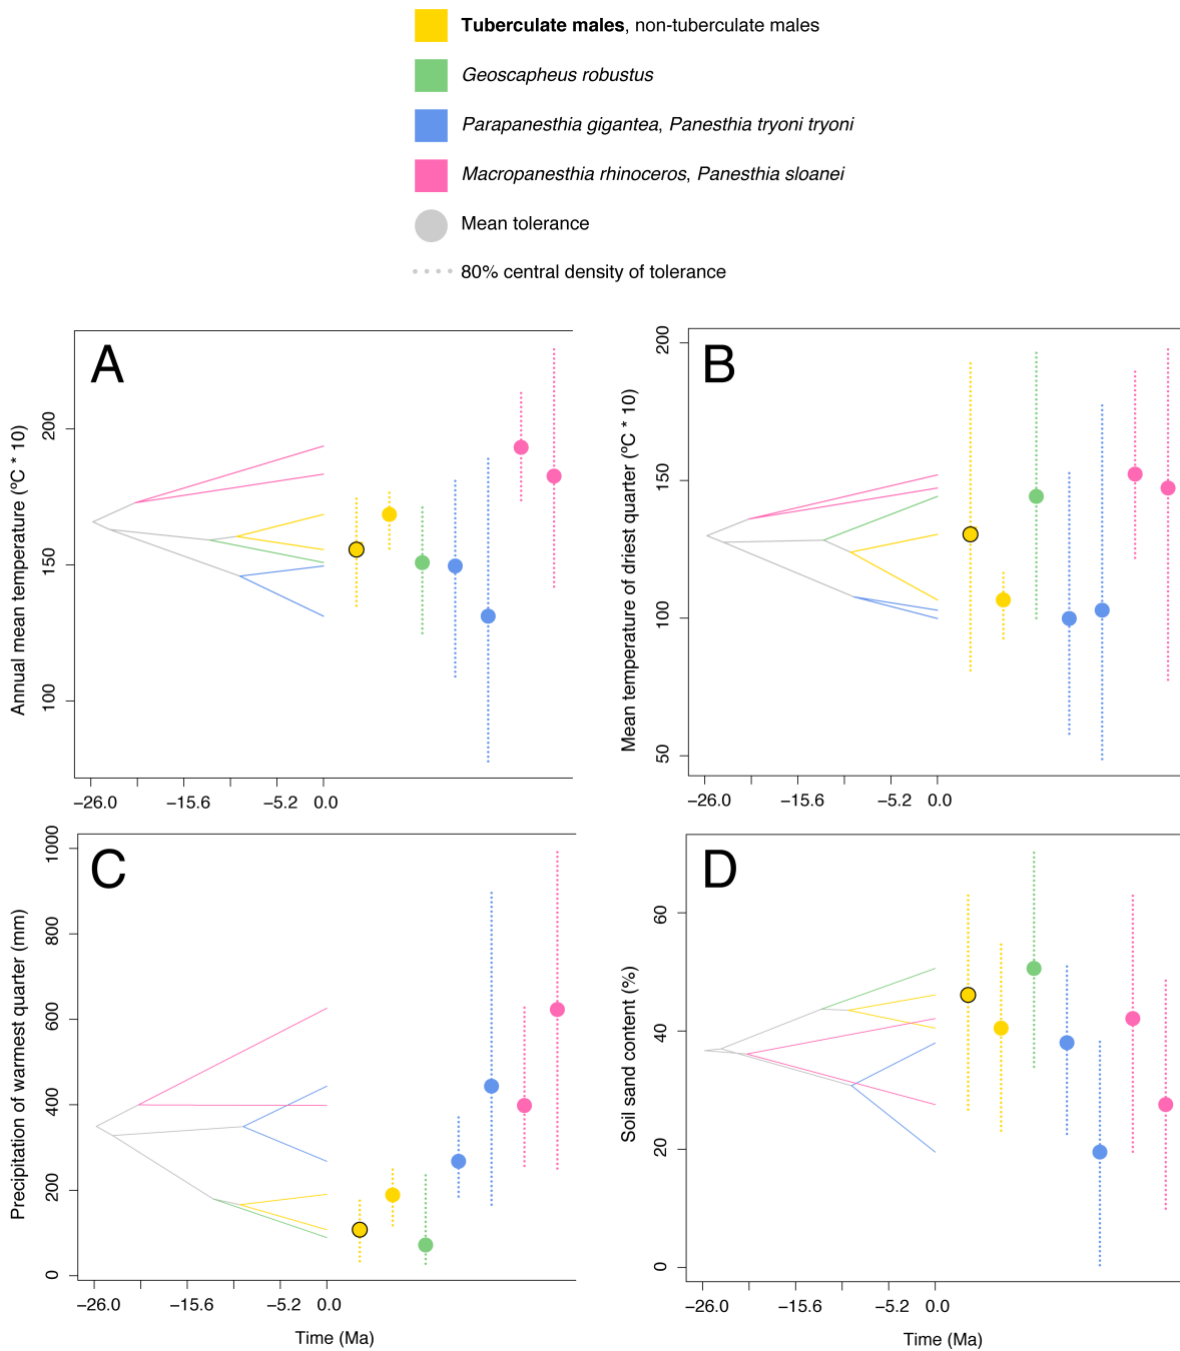 Tuberculate males, non-tuberculate males
Geoscapheus robustus
Parapanesthia gigantea, Panesthia tryoni tryoni
Macropanesthia rhinoceros, Panesthia sloanei
Mean tolerance
80% central density of tolerance
A
Annual mean temperature (ºC * 10)
200
150
100
−26.0 −15.6 −5.2 0.0
B
Mean temperature of driest quarter (ºC * 10)
200
150
100
50
−26.0 −15.6 −5.2 0.0
C
Precipitation of warmest quarter (mm)
1000
800
600
400
200
0
−26.0 −15.6 −5.2 0.0
Time (Ma)
D
Soil sand content (%)
60
40
20
0
−26.0 −15.6 −5.2 0.0
Time (Ma)